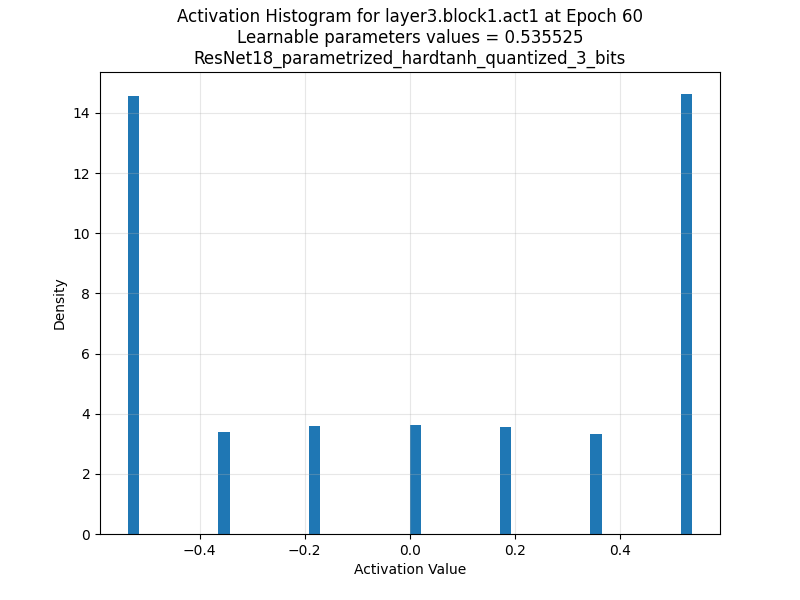 Activation Histogram for layer3.block1.act1 at Epoch 60
Learnable parameters values = 0.535525
ResNet18_parametrized_hardtanh_quantized_3_bits
14
12
10
8
6
4
2
0
Density
−0.4
−0.2
0.0
0.2
0.4
Activation Value